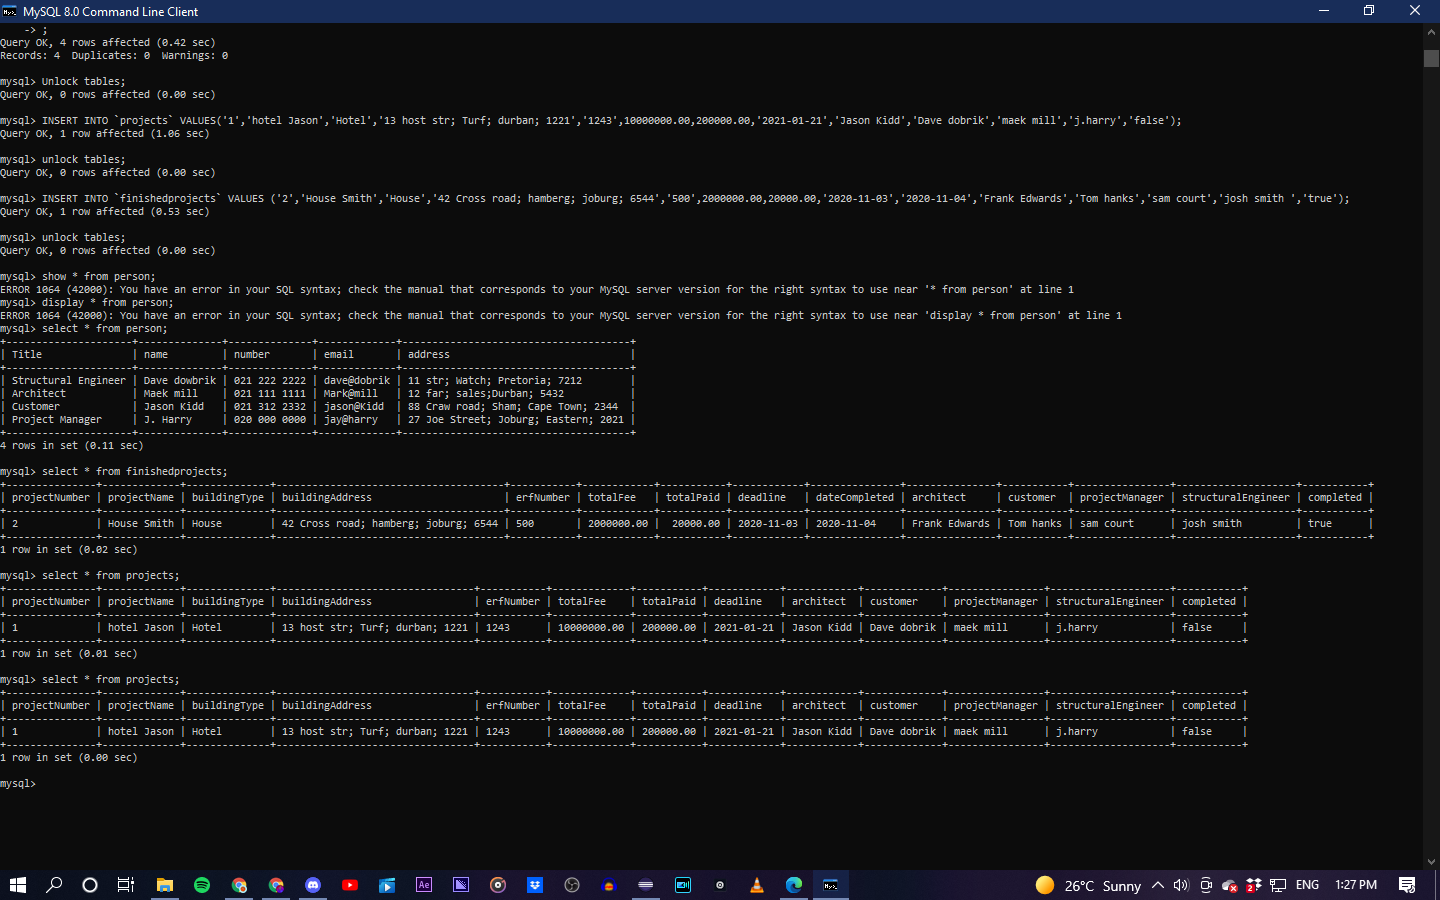 MySQL 8.0 Command Line Client
-> ;
Query OK, 4 rows affected (0.42 sec)
Records: 4  Duplicates: 0  Warnings: 0
mysql> Unlock tables;
Query OK, 0 rows affected (0.00 sec)
mysql> INSERT INTO `projects` VALUES('1','hotel Jason','Hotel','13 host str; Turf; durban; 1221','1243',10000000.00,200000.00,'2021-01-21','Jason Kidd','Dave dobrik','maek mill','j.harry','false');
Query OK, 1 row affected (1.06 sec)
mysql> unlock tables;
Query OK, 0 rows affected (0.00 sec)
mysql> INSERT INTO `finishedprojects` VALUES ('2','House Smith','House','42 Cross road; hamberg; joburg; 6544','500',2000000.00,20000.00,'2020-11-03','2020-11-04','Frank Edwards','Tom hanks','sam court','josh smith ','true');
Query OK, 1 row affected (0.53 sec)
mysql> unlock tables;
Query OK, 0 rows affected (0.00 sec)
mysql> show * from person;
ERROR 1064 (42000): You have an error in your SQL syntax; check the manual that corresponds to your MySQL server version for the right syntax to use near '* from person' at line 1
mysql> display * from person;
ERROR 1064 (42000): You have an error in your SQL syntax; check the manual that corresponds to your MySQL server version for the right syntax to use near 'display * from person' at line 1
mysql> select * from person;
| Title | name | number | email | address |
| Structural Engineer | Dave dowbrik | 021 222 2222 | dave@dobrik | 11 str; Watch; Pretoria; 7212 |
| Architect | Maek mill | 021 111 1111 | Mark@mill | 12 far; sales;Durban; 5432 |
| Customer | Jason Kidd | 021 312 2332 | jason@Kidd | 88 Craw road; Sham; Cape Town; 2344 |
| Project Manager | J. Harry | 020 000 0000 | jay@harry | 27 Joe Street; Joburg; Eastern; 2021 |
4 rows in set (0.11 sec)
mysql> select * from finishedprojects;
| projectNumber | projectName | buildingType | buildingAddress | erfNumber | totalFee | totalPaid | deadline | dateCompleted | architect | customer | projectManager | structuralEngineer | completed |
| 2 | House Smith | House | 42 Cross road; hamberg; joburg; 6544 | 500 | 2000000.00 | 20000.00 | 2020-11-03 | 2020-11-04 | Frank Edwards | Tom hanks | sam court | josh smith | true |
1 row in set (0.02 sec)
mysql> select * from projects;
| projectNumber | projectName | buildingType | buildingAddress | erfNumber | totalFee | totalPaid | deadline | architect | customer | projectManager | structuralEngineer | completed |
| 1 | hotel Jason | Hotel | 13 host str; Turf; durban; 1221 | 1243 | 10000000.00 | 200000.00 | 2021-01-21 | Jason Kidd | Dave dobrik | maek mill | j.harry | false |
1 row in set (0.01 sec)
mysql> select * from projects;
| projectNumber | projectName | buildingType | buildingAddress | erfNumber | totalFee | totalPaid | deadline | architect | customer | projectManager | structuralEngineer | completed |
| 1 | hotel Jason | Hotel | 13 host str; Turf; durban; 1221 | 1243 | 10000000.00 | 200000.00 | 2021-01-21 | Jason Kidd | Dave dobrik | maek mill | j.harry | false |
1 row in set (0.00 sec)
mysql>
Ae
2
26°C Sunny
ENG
1:27 PM